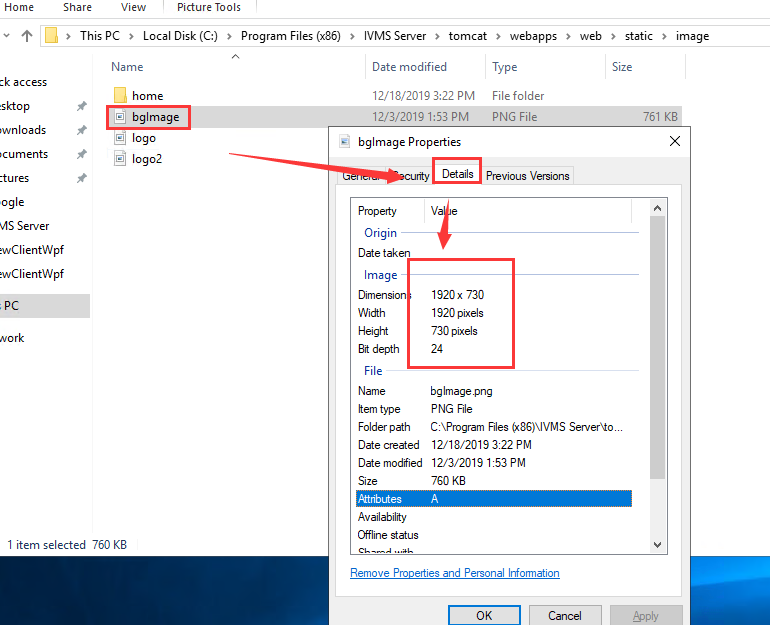 Home Share View Picture Tools
This PC > Local Disk (C:) > Program Files (x86) > IVMS Server > tomcat > webapps > web > static > image
Name Date modified Type Size
ck access
esktop
ownloads
ocuments
ctures
ogle
MS Server
ewClientWpf
ewClientWpf
PC
work
home 12/18/2019 3:22 PM File folder
bgImage 12/3/2019 1:53 PM PNG File 761 KB
logo
logo2
bgImage Properties
General Security Details Previous Versions
Property Value
Origin
Date taken
Image
Dimensions 1920 x 730
Width 1920 pixels
Height 730 pixels
Bit depth 24
File
Name bgImage.png
Item type PNG File
Folder path C:\Program Files (x86)\IVMS Server\to...
Date created 12/18/2019 3:22 PM
Date modified 12/3/2019 1:53 PM
Size 760 KB
Attributes A
Availability
Offline status
Shared with
Remove Properties and Personal Information
OK Cancel Apply
1 item selected 760 KB